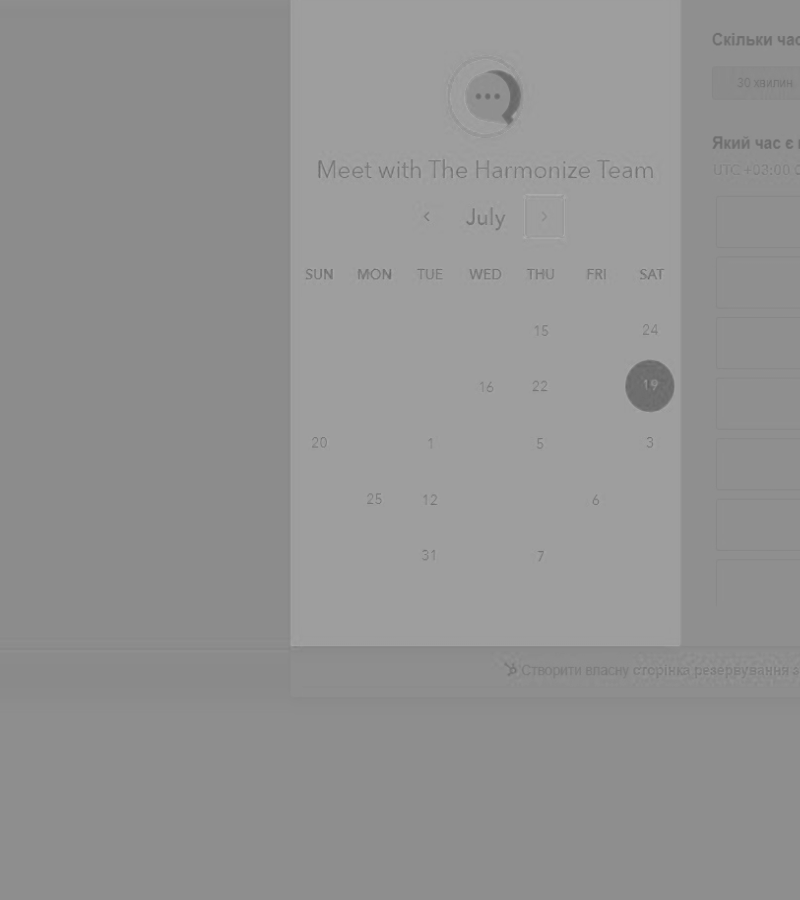 Meet with The Harmonize Team
July
SUN MON TUE WED THU FRI SAT
15 24
16 22 19
20 1 5 3
25 12 6
31 7
Скільки час
30 хвилин
Який час є
UTC +03:00
Створити власну сторінка резервування з